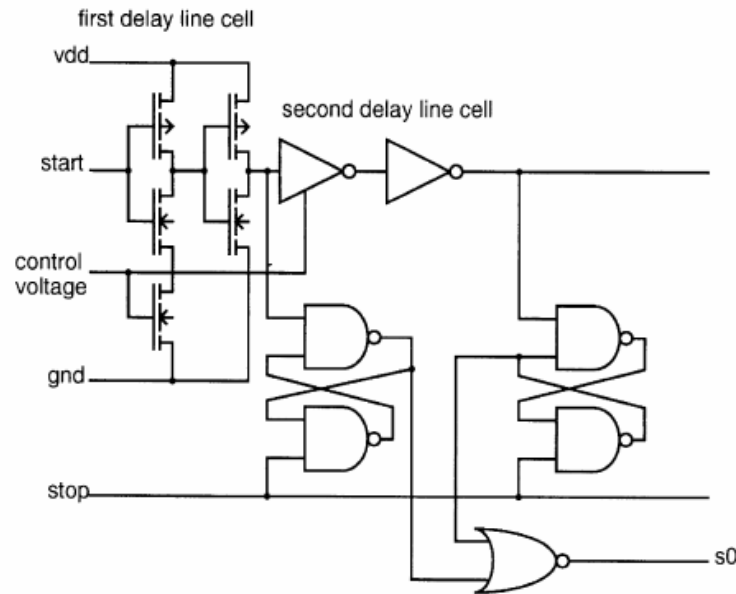 first delay line cell
vdd
second delay line cell
start
control
voltage
gnd
stop
s0